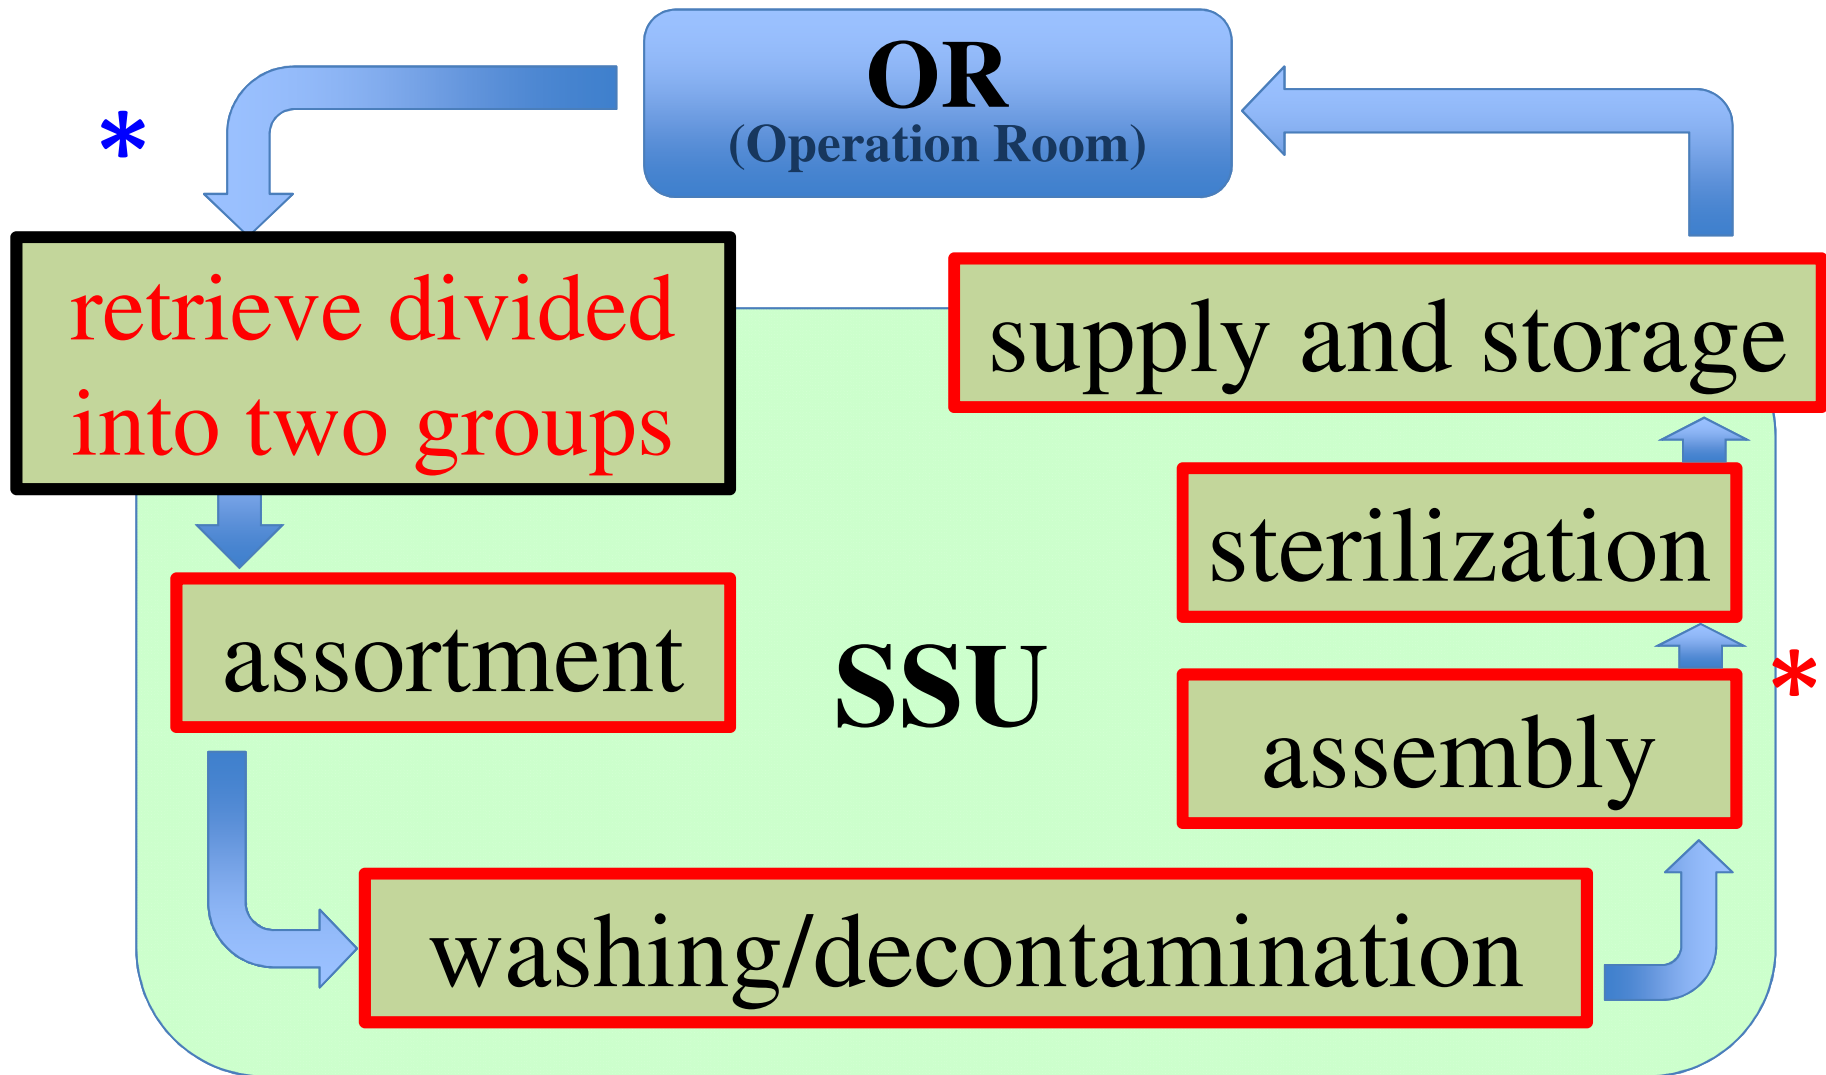 OR
(Operation Room)
*
retrieve divided
into two groups
supply and storage
sterilization
assortment
SSU
*
assembly
washing/decontamination